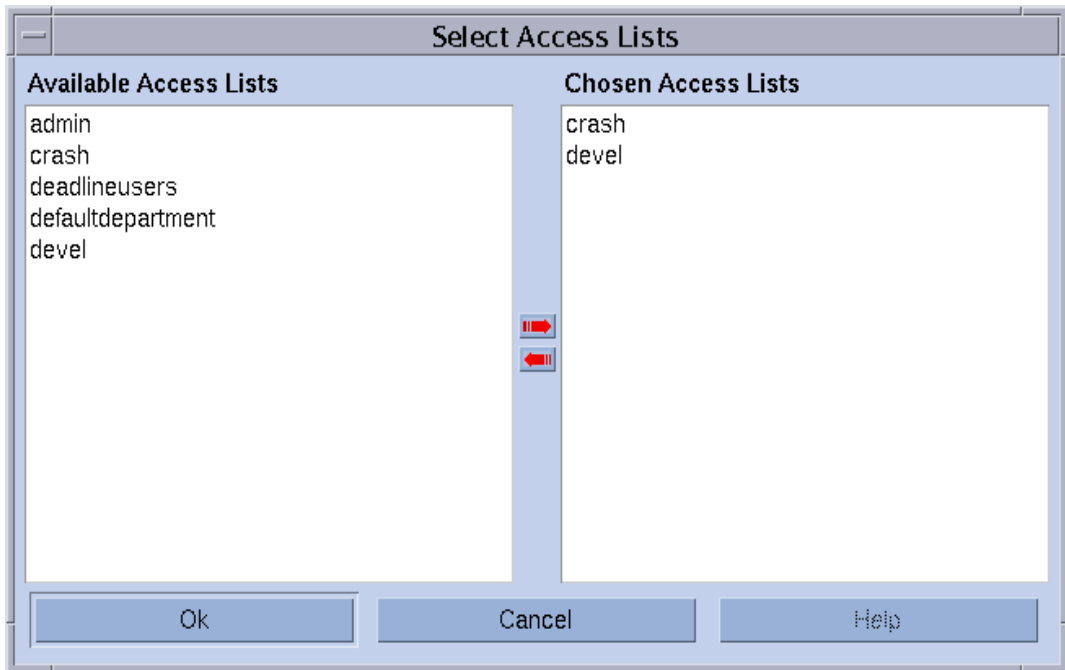 Select Access Lists
Available Access Lists
admin
crash
deadlineusers
defaultdepartment
devel
Chosen Access Lists
crash
devel
Ok
Cancel
Help